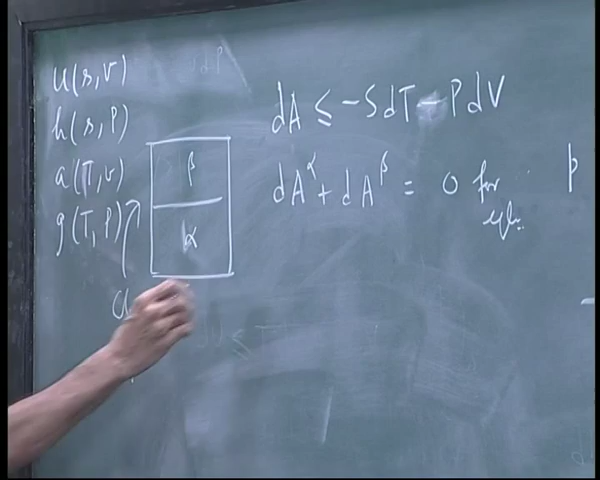 u(s,v)
h(s,P)
a(T,v)
g(T,P)
β
α
dA ≤ -SdT - PdV
dA^α + dA^β = 0 for